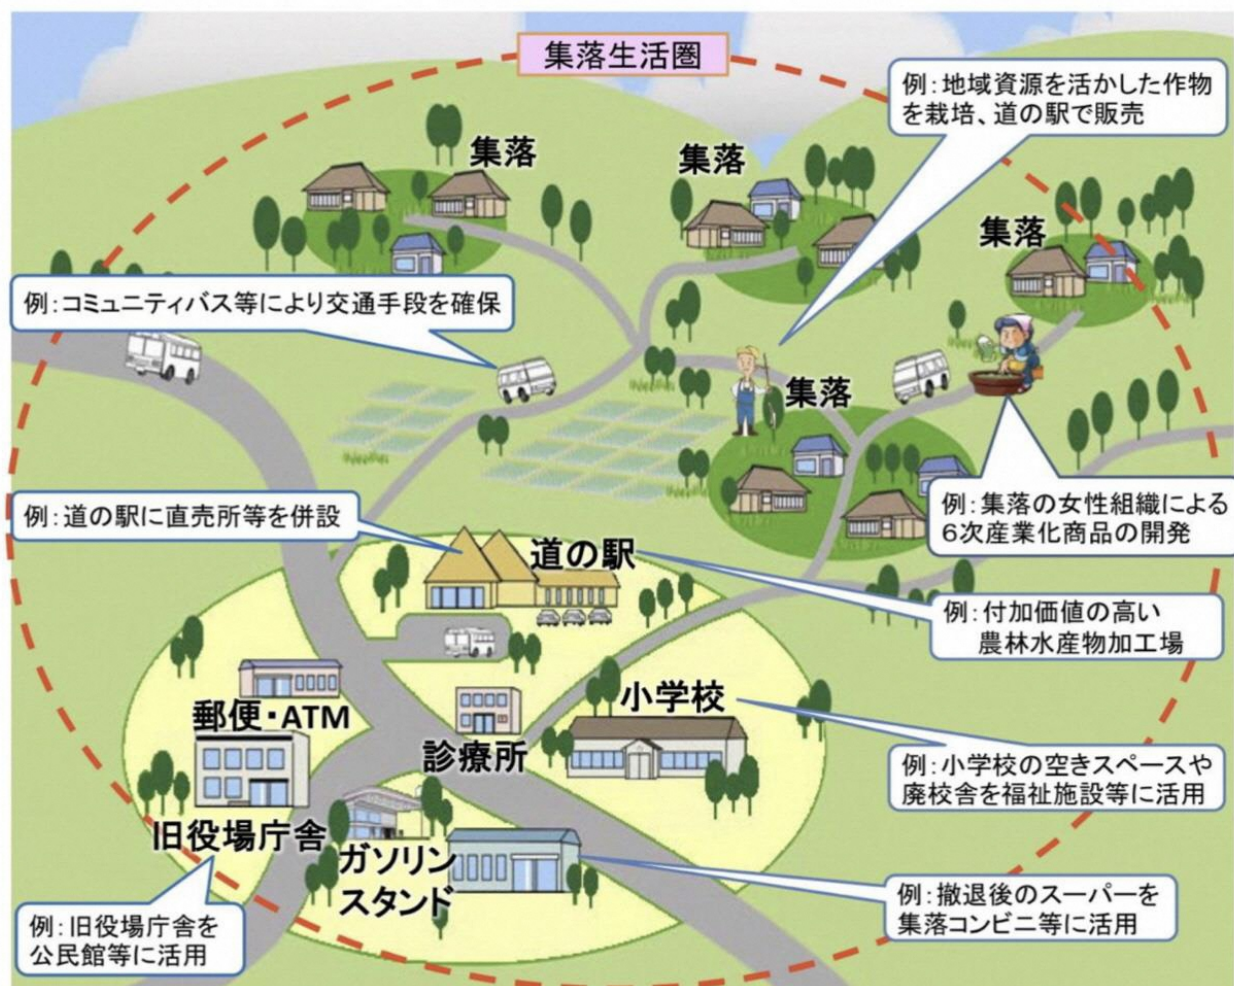 集落生活圏
例：地域資源を活かした作物
を栽培、道の駅で販売
集落
集落
集落
例：コミュニティバス等により交通手段を確保
集落
例：集落の女性組織による
６次産業化商品の開発
例：道の駅に直売所等を併設
道の駅
例：付加価値の高い
農林水産物加工場
小学校
郵便・ATM
診療所
例：小学校の空きスペースや
廃校舎を福祉施設等に活用
旧役場庁舎
ガソリン
スタンド
例：撤退後のスーパーを
集落コンビニ等に活用
例：旧役場庁舎を
公民館等に活用